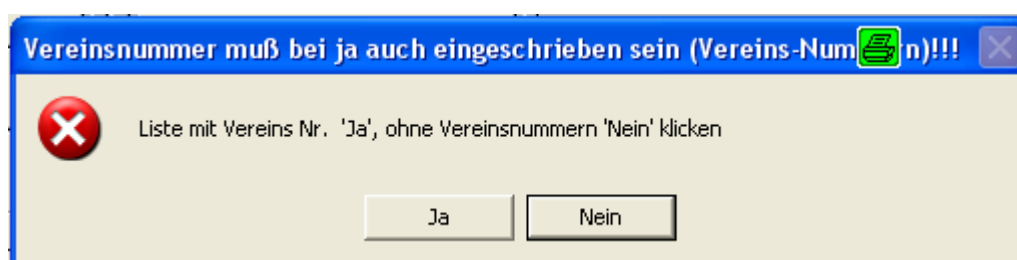 Vereinsnummer muß bei ja auch eingeschrieben sein (Vereins-Num n)!!!
Liste mit Vereins Nr. 'Ja', ohne Vereinsnummern 'Nein' klicken
Ja
Nein